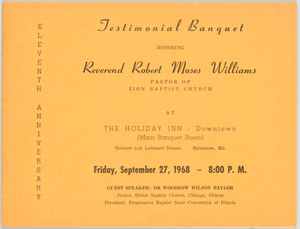 ELEVENTH ANNIVERSARY
Testimonial Banquet
HONORING
Reverend Robert Moses Williams
PASTOR OF
ZION BAPTIST CHURCH
AT
THE HOLIDAY INN - Downtown
(Main Banquet Room)
Howard and Lombard Streets - Baltimore, Md.
Friday, September 27, 1968 — 8:00 P. M.
GUEST SPEAKER: DR WOODROW WILSON TAYLOR
Pastor, Shiloh Baptist Church, Chicago, Illinois
President, Progressive Baptist State Convention of Illinois